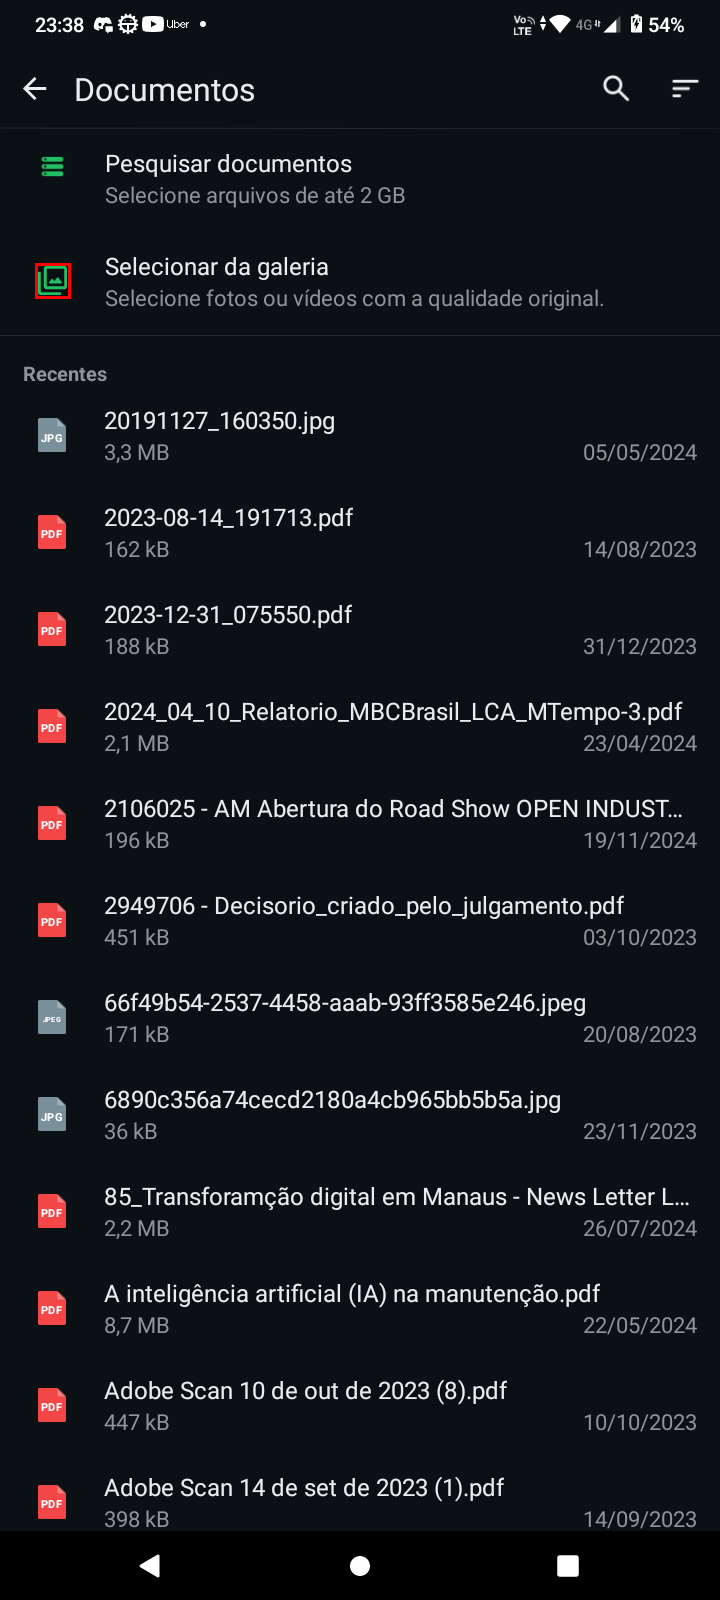 23:38 Uber Vo LTE 4G 54%
Documentos
Pesquisar documentos
Selecione arquivos de até 2 GB
Selecionar da galeria
Selecione fotos ou vídeos com a qualidade original.
Recentes
JPG 20191127_160350.jpg
3,3 MB 05/05/2024
PDF 2023-08-14_191713.pdf
162 kB 14/08/2023
PDF 2023-12-31_075550.pdf
188 kB 31/12/2023
PDF 2024_04_10_Relatorio_MBCBrasil_LCA_MTempo-3.pdf
2,1 MB 23/04/2024
PDF 2106025 - AM Abertura do Road Show OPEN INDUST...
196 kB 19/11/2024
PDF 2949706 - Decisorio_criado_pelo_julgamento.pdf
451 kB 03/10/2023
JPEG 66f49b54-2537-4458-aaab-93ff3585e246.jpeg
171 kB 20/08/2023
JPG 6890c356a74cecd2180a4cb965bb5b5a.jpg
36 kB 23/11/2023
PDF 85_Transforamção digital em Manaus - News Letter L...
2,2 MB 26/07/2024
PDF A inteligência artificial (IA) na manutenção.pdf
8,7 MB 22/05/2024
PDF Adobe Scan 10 de out de 2023 (8).pdf
447 kB 10/10/2023
PDF Adobe Scan 14 de set de 2023 (1).pdf
398 kB 14/09/2023